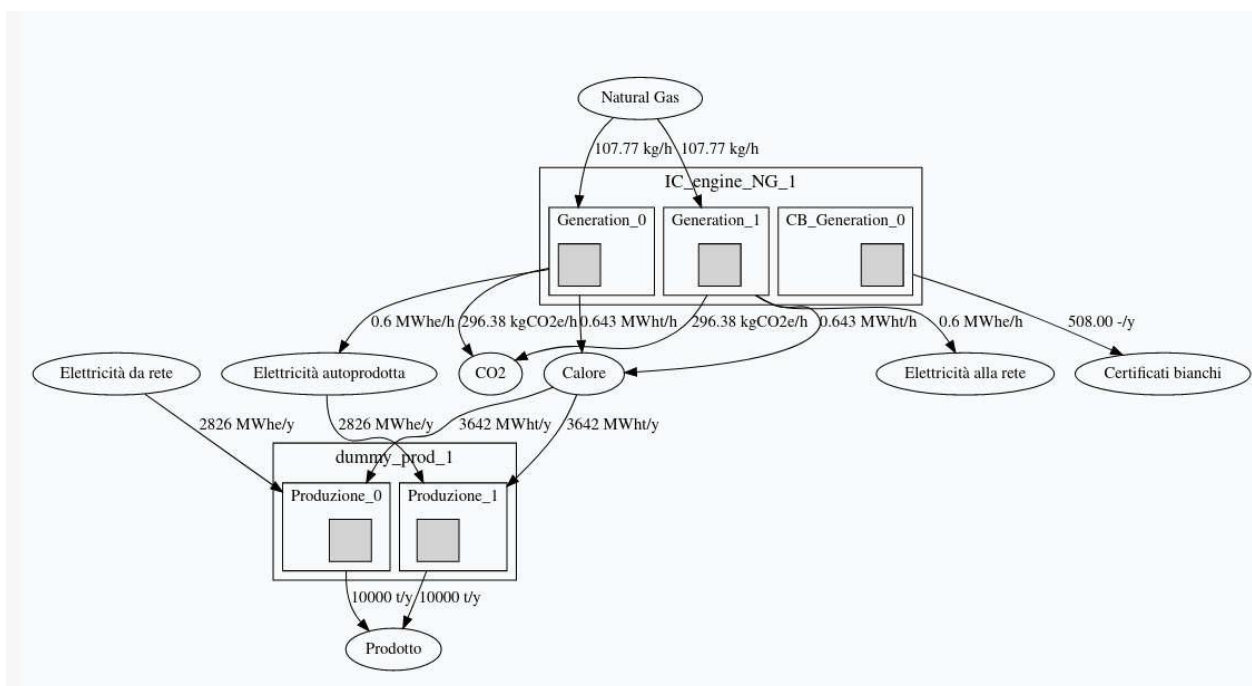 Natural Gas
107.77 kg/h 107.77 kg/h
IC_engine_NG_1
Generation_0 Generation_1 CB_Generation_0
0.6 MWhe/h 296.38 kgCO2e/h 0.643 MWht/h 296.38 kgCO2e/h 0.643 MWht/h 0.6 MWhe/h 508.00 -/y
Elettricità da rete Elettricità autoprodotta CO2 Calore Elettricità alla rete Certificati bianchi
2826 MWhe/y 2826 MWhe/y 3642 MWht/y 3642 MWht/y
dummy_prod_1
Produzione_0 Produzione_1
10000 t/y 10000 t/y
Prodotto